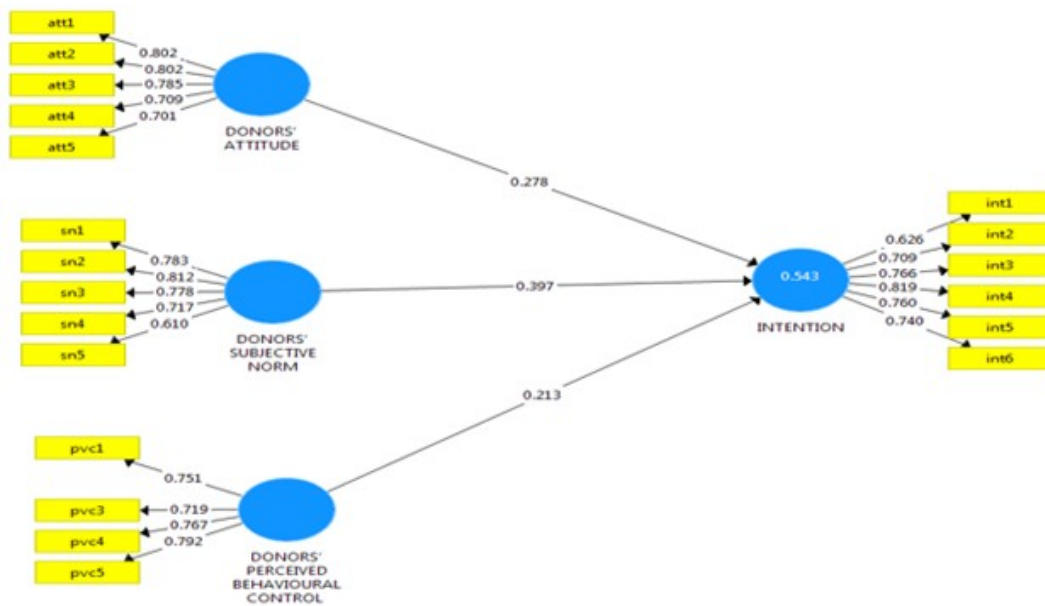 att1
att2
att3
att4
att5
0.802
0.802
0.785
0.709
0.701
DONORS'
ATTITUDE
0.278
sn1
sn2
sn3
sn4
sn5
0.783
0.812
0.778
0.717
0.610
DONORS'
SUBJECTIVE
NORM
0.397
pvc1
pvc3
pvc4
pvc5
0.751
0.719
0.767
0.792
DONORS'
PERCEIVED
BEHAVIOURAL
CONTROL
0.213
0.543
INTENTION
0.626
0.709
0.766
0.819
0.760
0.740
int1
int2
int3
int4
int5
int6